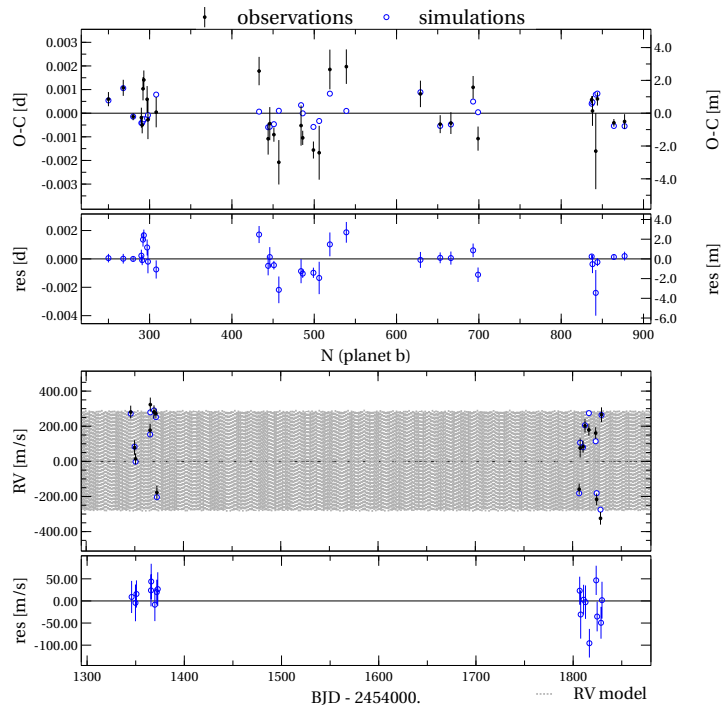 observations simulations
0.003
0.002
0.001
0.000
-0.001
-0.002
-0.003
O-C [d]
4.0
2.0
0.0
-2.0
-4.0
O-C [m]
0.002
0.000
-0.002
-0.004
res [d]
4.0
2.0
0.0
-2.0
-4.0
-6.0
res [m]
300 400 500 600 700 800 900
N (planet b)
400.00
200.00
0.00
-200.00
-400.00
RV [m/s]
50.00
0.00
-50.00
-100.00
res [m/s]
1300 1400 1500 1600 1700 1800
BJD - 2454000.
RV model